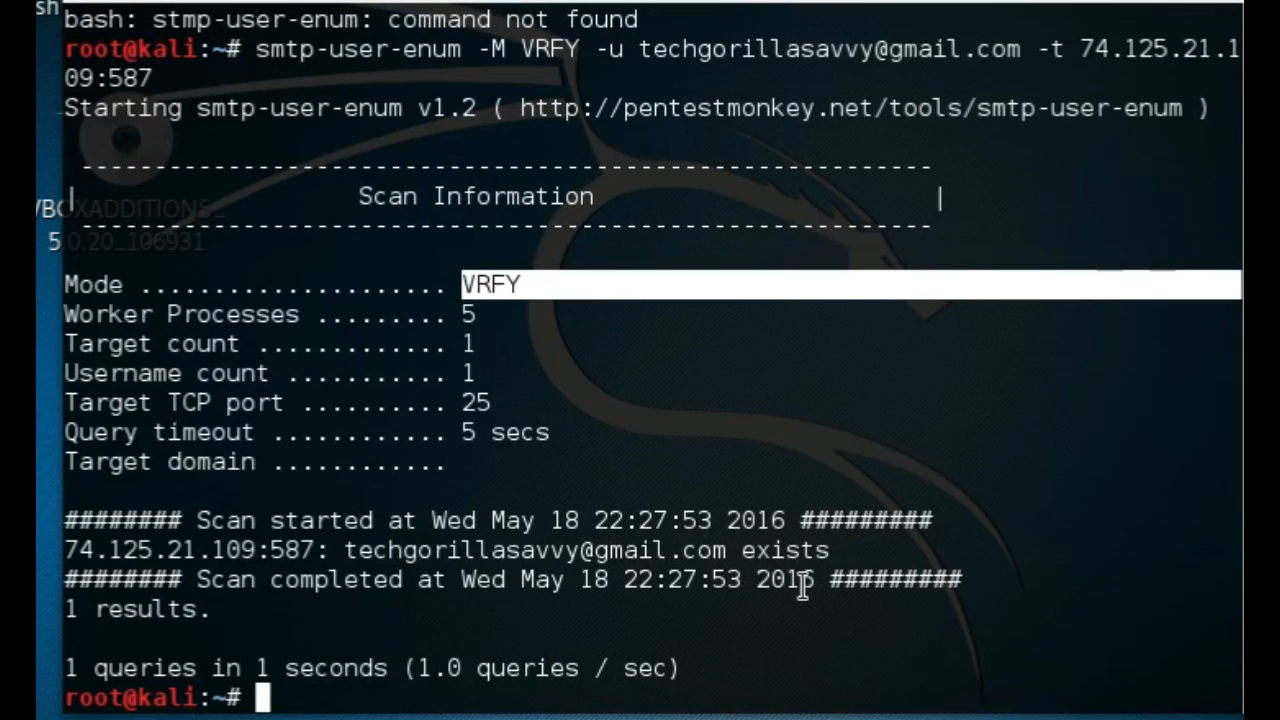 sh
bash: stmp-user-enum: command not found
root@kali:~# smtp-user-enum -M VRFY -u techgorillasavvy@gmail.com -t 74.125.21.1
09:587
Starting smtp-user-enum v1.2 ( http://pentestmonkey.net/tools/smtp-user-enum )
----------------------------------------------------------
| Scan Information |
VBOXADDITIONS_
----------------------------------------------------------
5.0.20_106931
Mode ..................... VRFY
Worker Processes ......... 5
Target count ............. 1
Username count ........... 1
Target TCP port .......... 25
Query timeout ............ 5 secs
Target domain ............
######## Scan started at Wed May 18 22:27:53 2016 #########
74.125.21.109:587: techgorillasavvy@gmail.com exists
######## Scan completed at Wed May 18 22:27:53 2016 #########
1 results.
1 queries in 1 seconds (1.0 queries / sec)
root@kali:~#